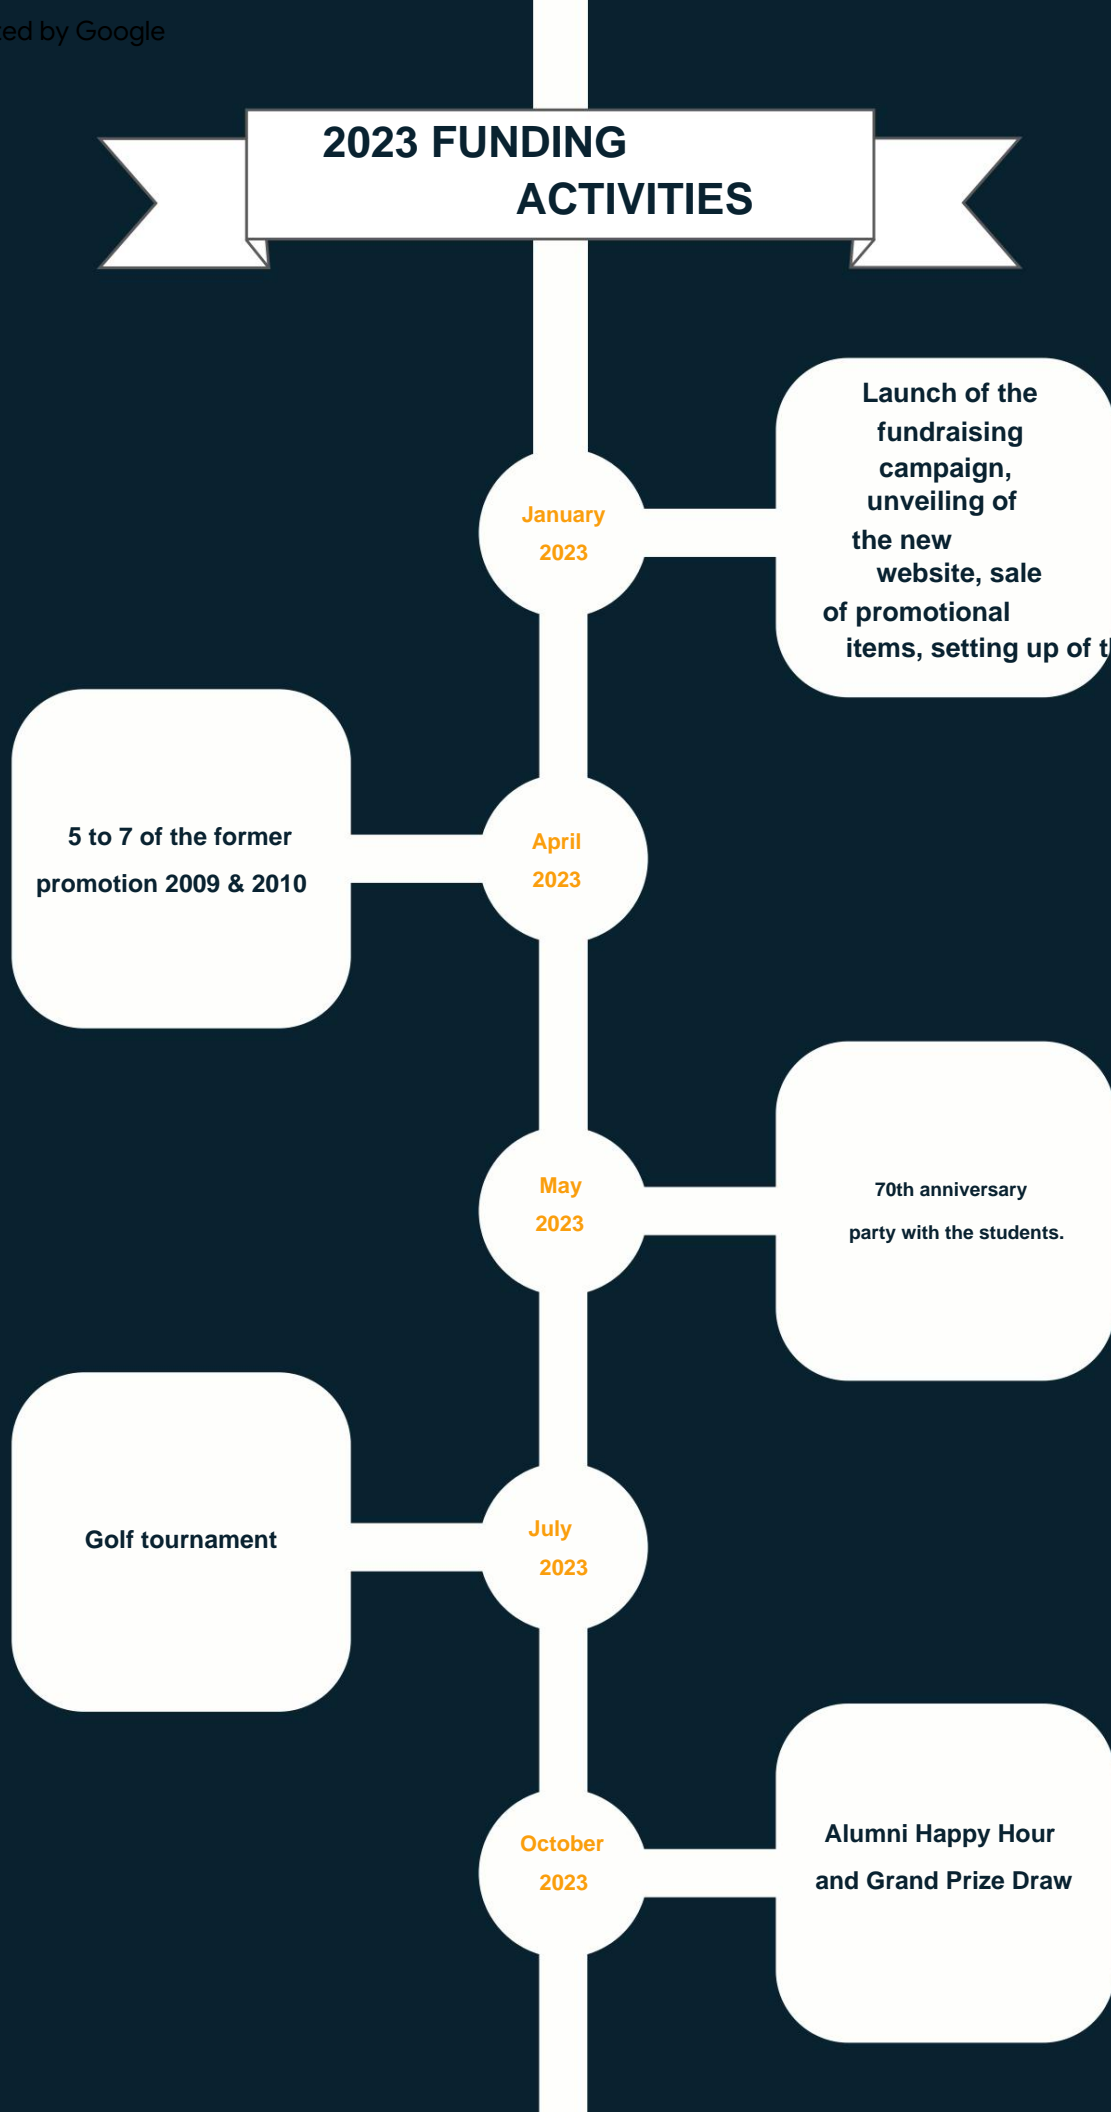 by Google
2023 FUNDING
ACTIVITIES
Launch of the
fundraising
campaign,
unveiling of
the new
website, sale
of promotional
items, setting up of
January
2023
5 to 7 of the former
promotion 2009 & 2010
April
2023
May
2023
70th anniversary
party with the students.
Golf tournament
July
2023
October
2023
Alumni Happy Hour
and Grand Prize Draw